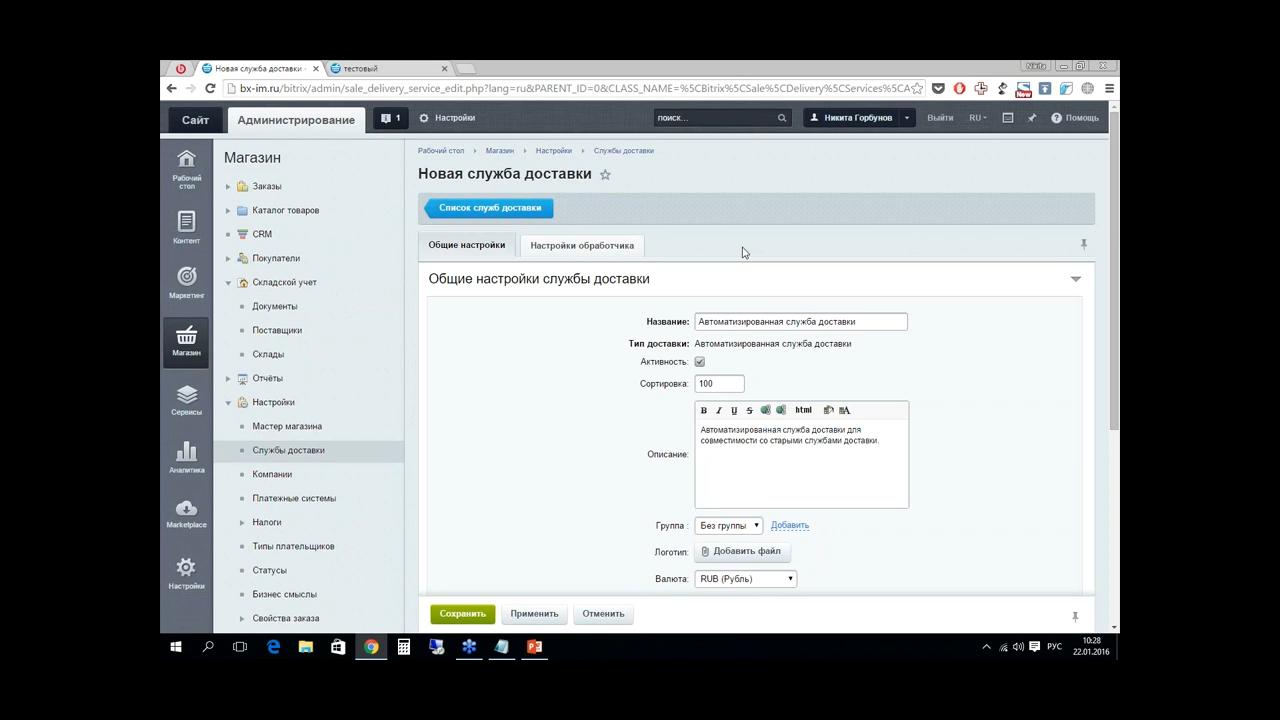 Новая служба доставки -
тестовый
Nikita
bx-im.ru/bitrix/admin/sale_delivery_service_edit.php?lang=ru&PARENT_ID=0&CLASS_NAME=%5CBitrix%5CSale%5CDelivery%5CServices%5CA
New
Сайт
Администрирование
1
Настройки
поиск...
Никита Горбунов
Выйти
RU
Помощь
Рабочий стол
Контент
Маркетинг
Магазин
Сервисы
Аналитика
Marketplace
Настройки
Магазин
Заказы
Каталог товаров
CRM
Покупатели
Складской учет
Документы
Поставщики
Склады
Отчёты
Настройки
Мастер магазина
Службы доставки
Компании
Платежные системы
Налоги
Типы плательщиков
Статусы
Бизнес смыслы
Свойства заказа
Рабочий стол Магазин Настройки Службы доставки
Новая служба доставки
Список служб доставки
Общие настройки Настройки обработчика
Общие настройки службы доставки
Название: Автоматизированная служба доставки
Тип доставки: Автоматизированная служба доставки
Активность:
Сортировка: 100
B I U S html
Описание: Автоматизированная служба доставки для
совместимости со старыми службами доставки.
Группа : Без группы Добавить
Логотип: Добавить файл
Валюта: RUB (Рубль)
Сохранить Применить Отменить
РУС
10:28
22.01.2016